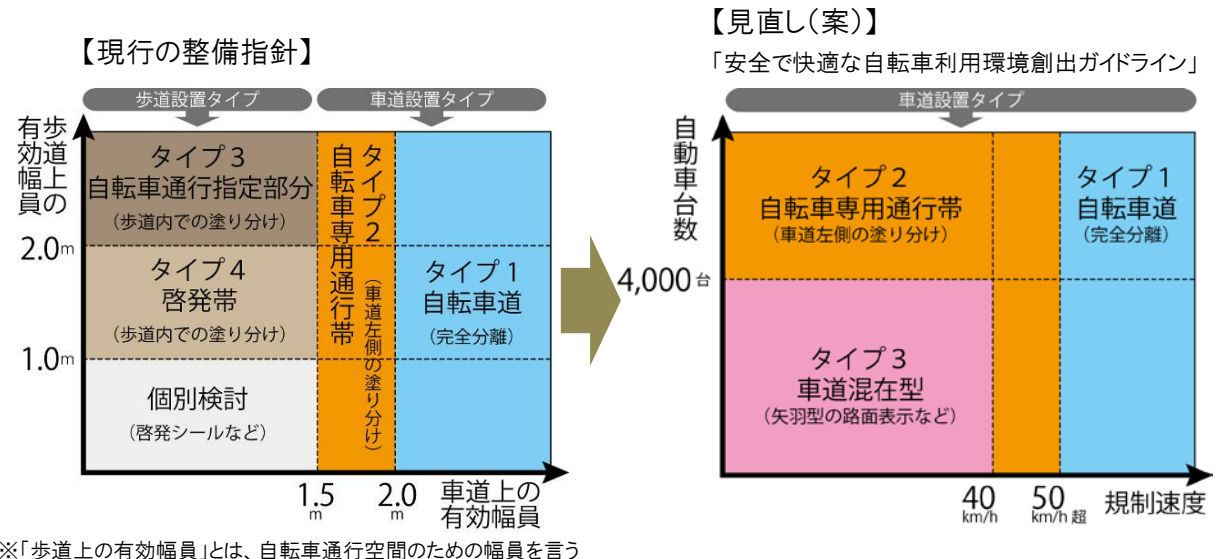 【現行の整備指針】
歩道設置タイプ
車道設置タイプ
歩道上の
有効幅員
2.0m
1.0m
タイプ3
自転車通行指定部分
(歩道内での塗り分け)
タイプ4
啓発帯
(歩道内での塗り分け)
個別検討
(啓発シールなど)
タイプ2
自転車専用通行帯
(車道左側の塗り分け)
タイプ1
自転車道
(完全分離)
1.5
m
2.0
m
車道上の
有効幅員
※「歩道上の有効幅員」とは、自転車通行空間のための幅員を言う
【見直し(案)】
「安全で快適な自転車利用環境創出ガイドライン」
車道設置タイプ
自動車台数
4,000台
タイプ2
自転車専用通行帯
(車道左側の塗り分け)
タイプ1
自転車道
(完全分離)
タイプ3
車道混在型
(矢羽型の路面表示など)
40
km/h
50
km/h超
規制速度